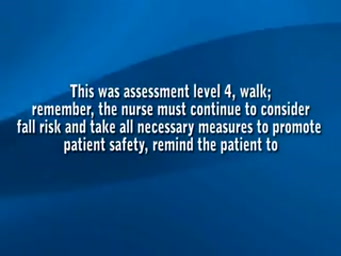 This was assessment level 4, walk;
remember, the nurse must continue to consider
fall risk and take all necessary measures to promote
patient safety, remind the patient to